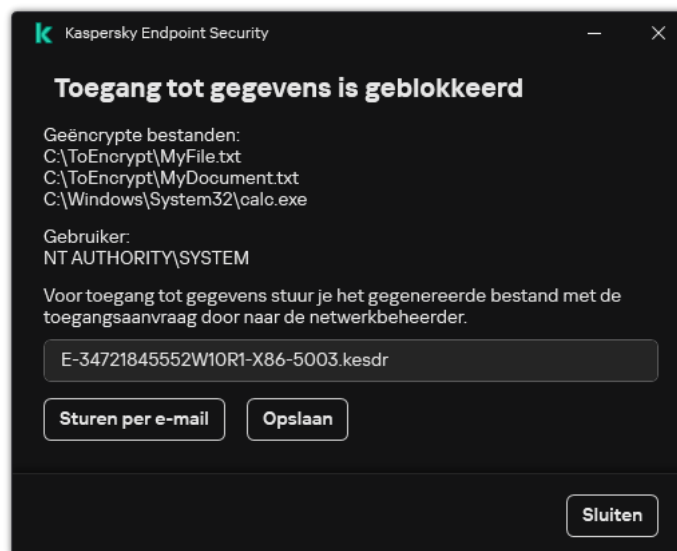 Kaspersky Endpoint Security
Toegang tot gegevens is geblokkeerd
Geëncrypte bestanden:
C:\ToEncrypt\MyFile.txt
C:\ToEncrypt\MyDocument.txt
C:\Windows\System32\calc.exe
Gebruiker:
NT AUTHORITY\SYSTEM
Voor toegang tot gegevens stuur je het gegenereerde bestand met de
toegangsaanvraag door naar de netwerkbeheerder.
E-34721845552W10R1-X86-5003.kesdr
Sturen per e-mail
Opslaan
Sluiten